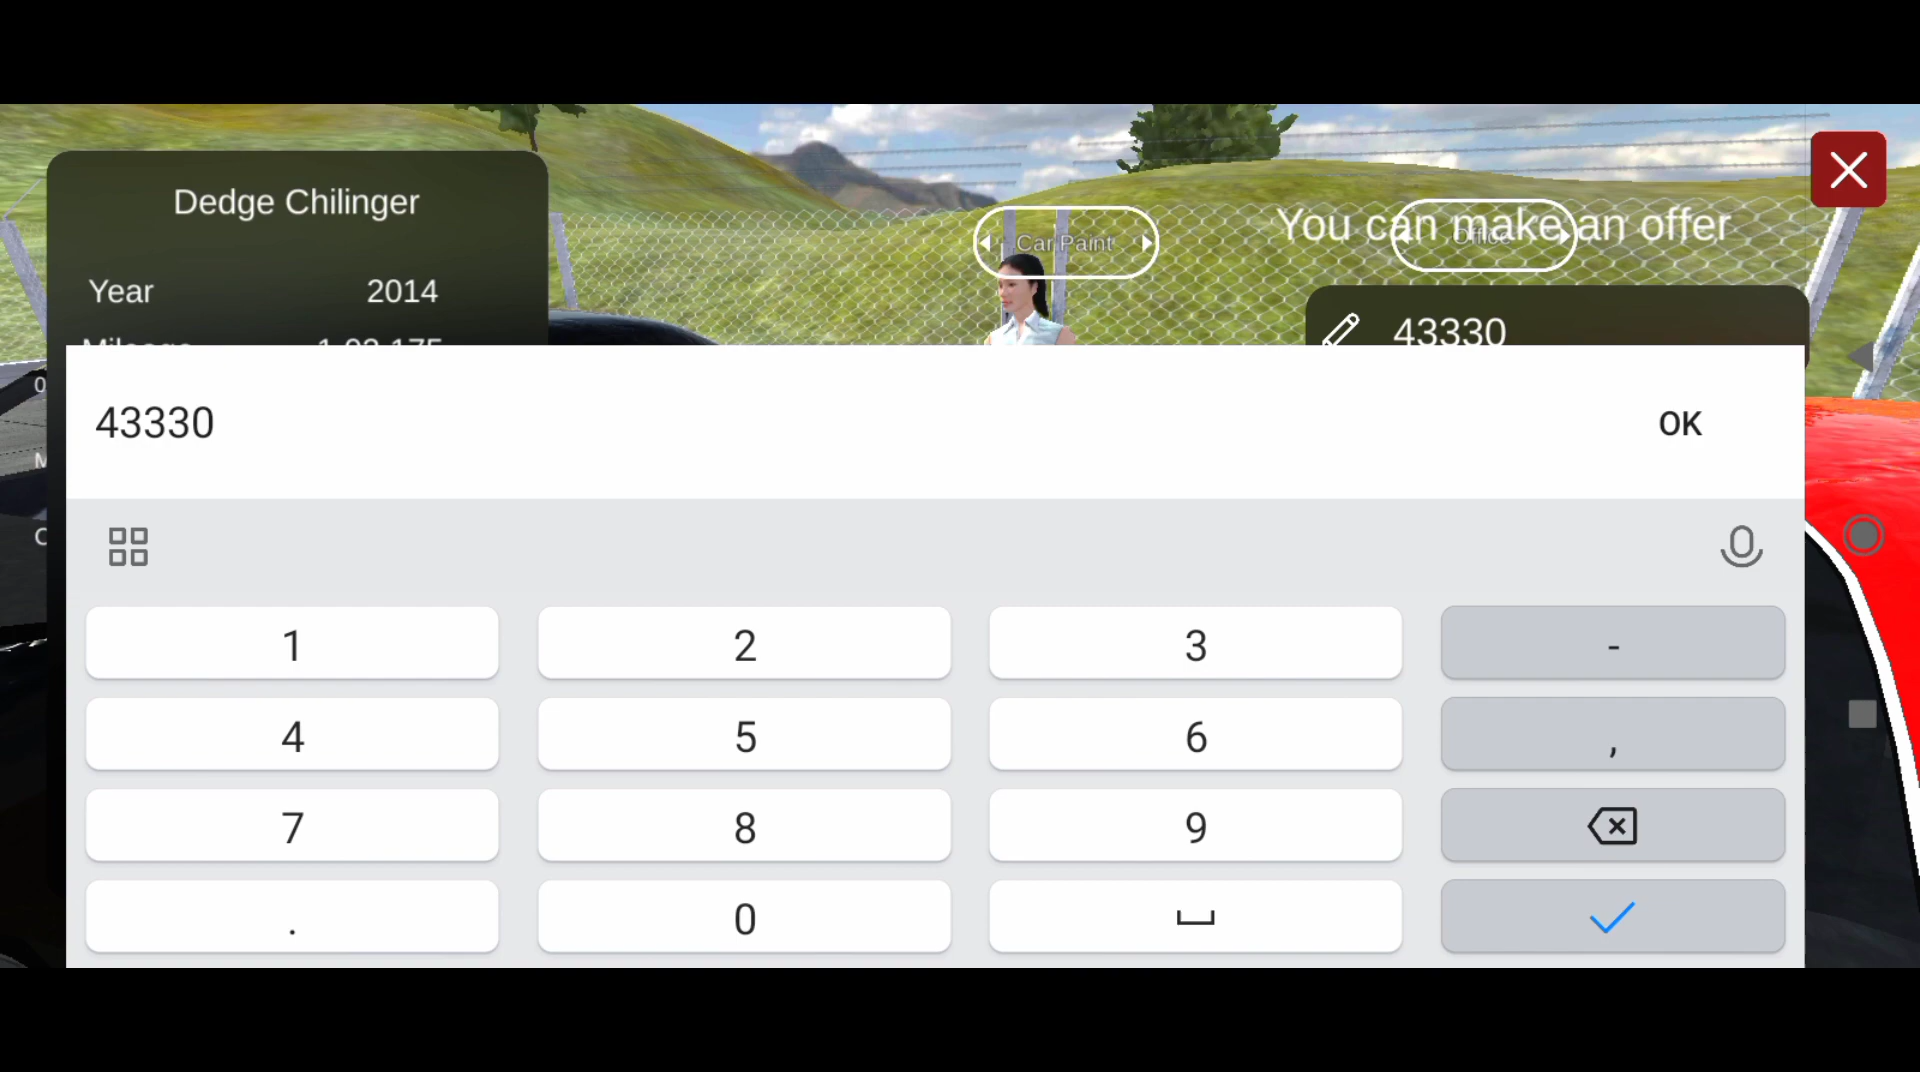 Dedge Chilinger
You can make an offer
Car Paint
Office
Year 2014
43330
43330
OK
1 2 3 -
4 5 6 ,
7 8 9
. 0